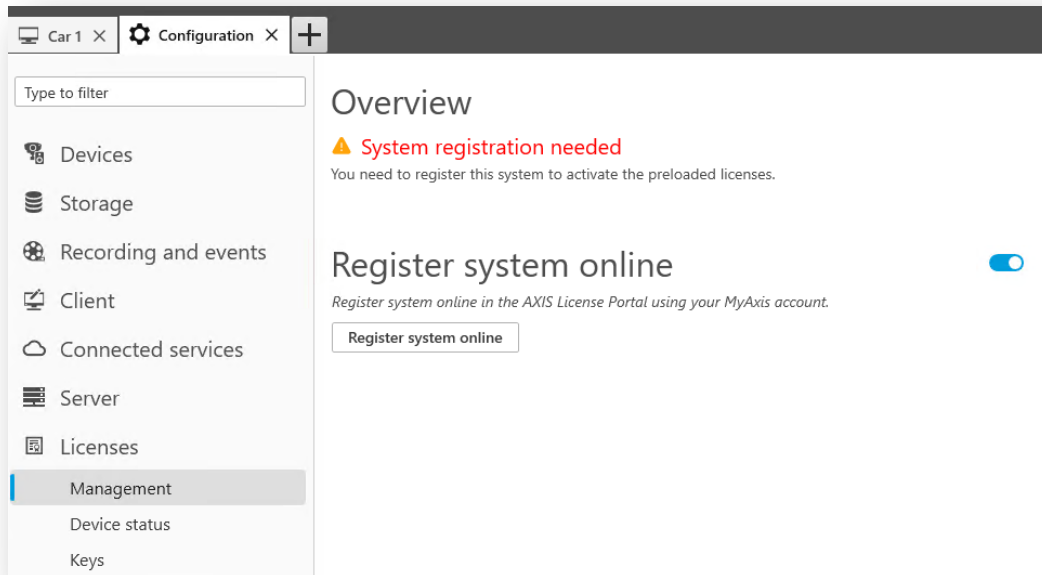 Car 1
Configuration
Type to filter
Devices
Storage
Recording and events
Client
Connected services
Server
Licenses
Management
Device status
Keys
Overview
System registration needed
You need to register this system to activate the preloaded licenses.
Register system online
Register system online in the AXIS License Portal using your MyAxis account.
Register system online